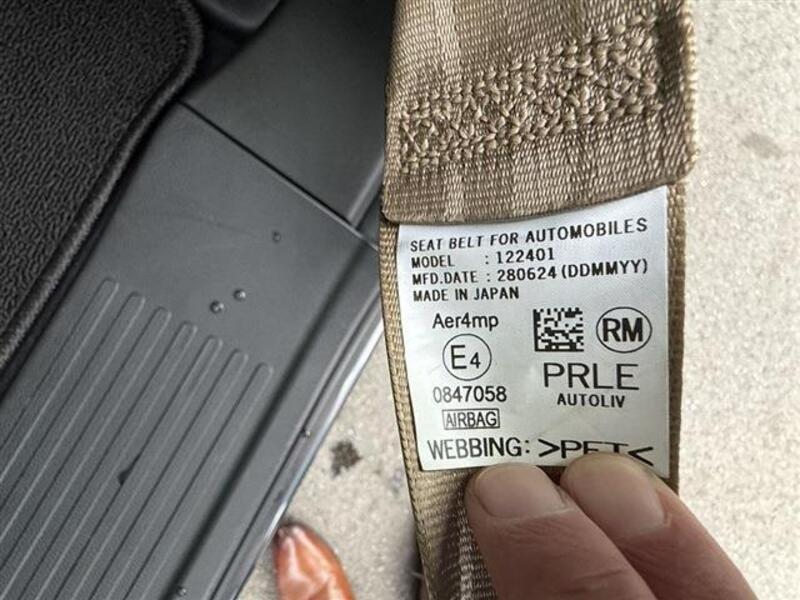 SEAT BELT FOR AUTOMOBILES
MODEL : 122401
MFD.DATE : 280624 (DDMMYY)
MADE IN JAPAN
Aer4mp
RM
E4
PRLE
0847058
AUTOLIV
AIRBAG
WEBBING: >PET<